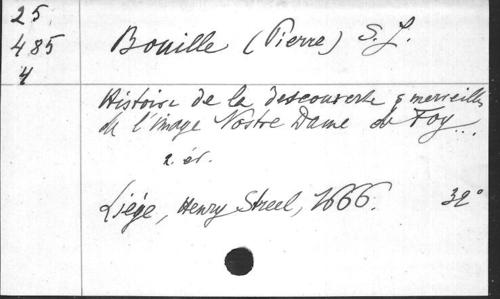 25.
485
4
Bouille (Pierre) S.J.
Histoire de la descouverte & merveilles
de l'image Nostre Dame de Foy...
2. éd.
Liége, Henry Streel, 1666. 32°